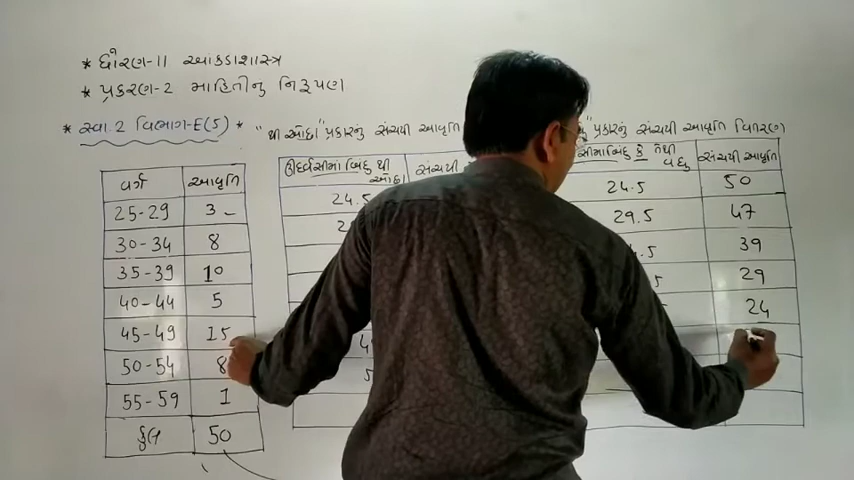 * ધોરણ-11 આંકડાશાસ્ત્ર
* પ્રકરણ-2 માહિતીનુ નિરૂપણ
* સ્વા.2 વિભાગ-E(5) *
"થી ઓછા" પ્રકારનું સંચયી આવૃત્તિ
" પ્રકારનું સંચયી આવૃત્તિ વિતરણ
વર્ગ આવૃત્તિ
25-29 3
30-34 8
35-39 10
40-44 5
45-49 15
50-54 8
55-59 1
કુલ 50
ઊર્ધ્વસીમાબિંદુ થી ઓછા સંચયી
24.5
સીમાબિંદુ કે તેથી વધુ સંચયી આવૃત્તિ
24.5 50
29.5 47
39
29
24